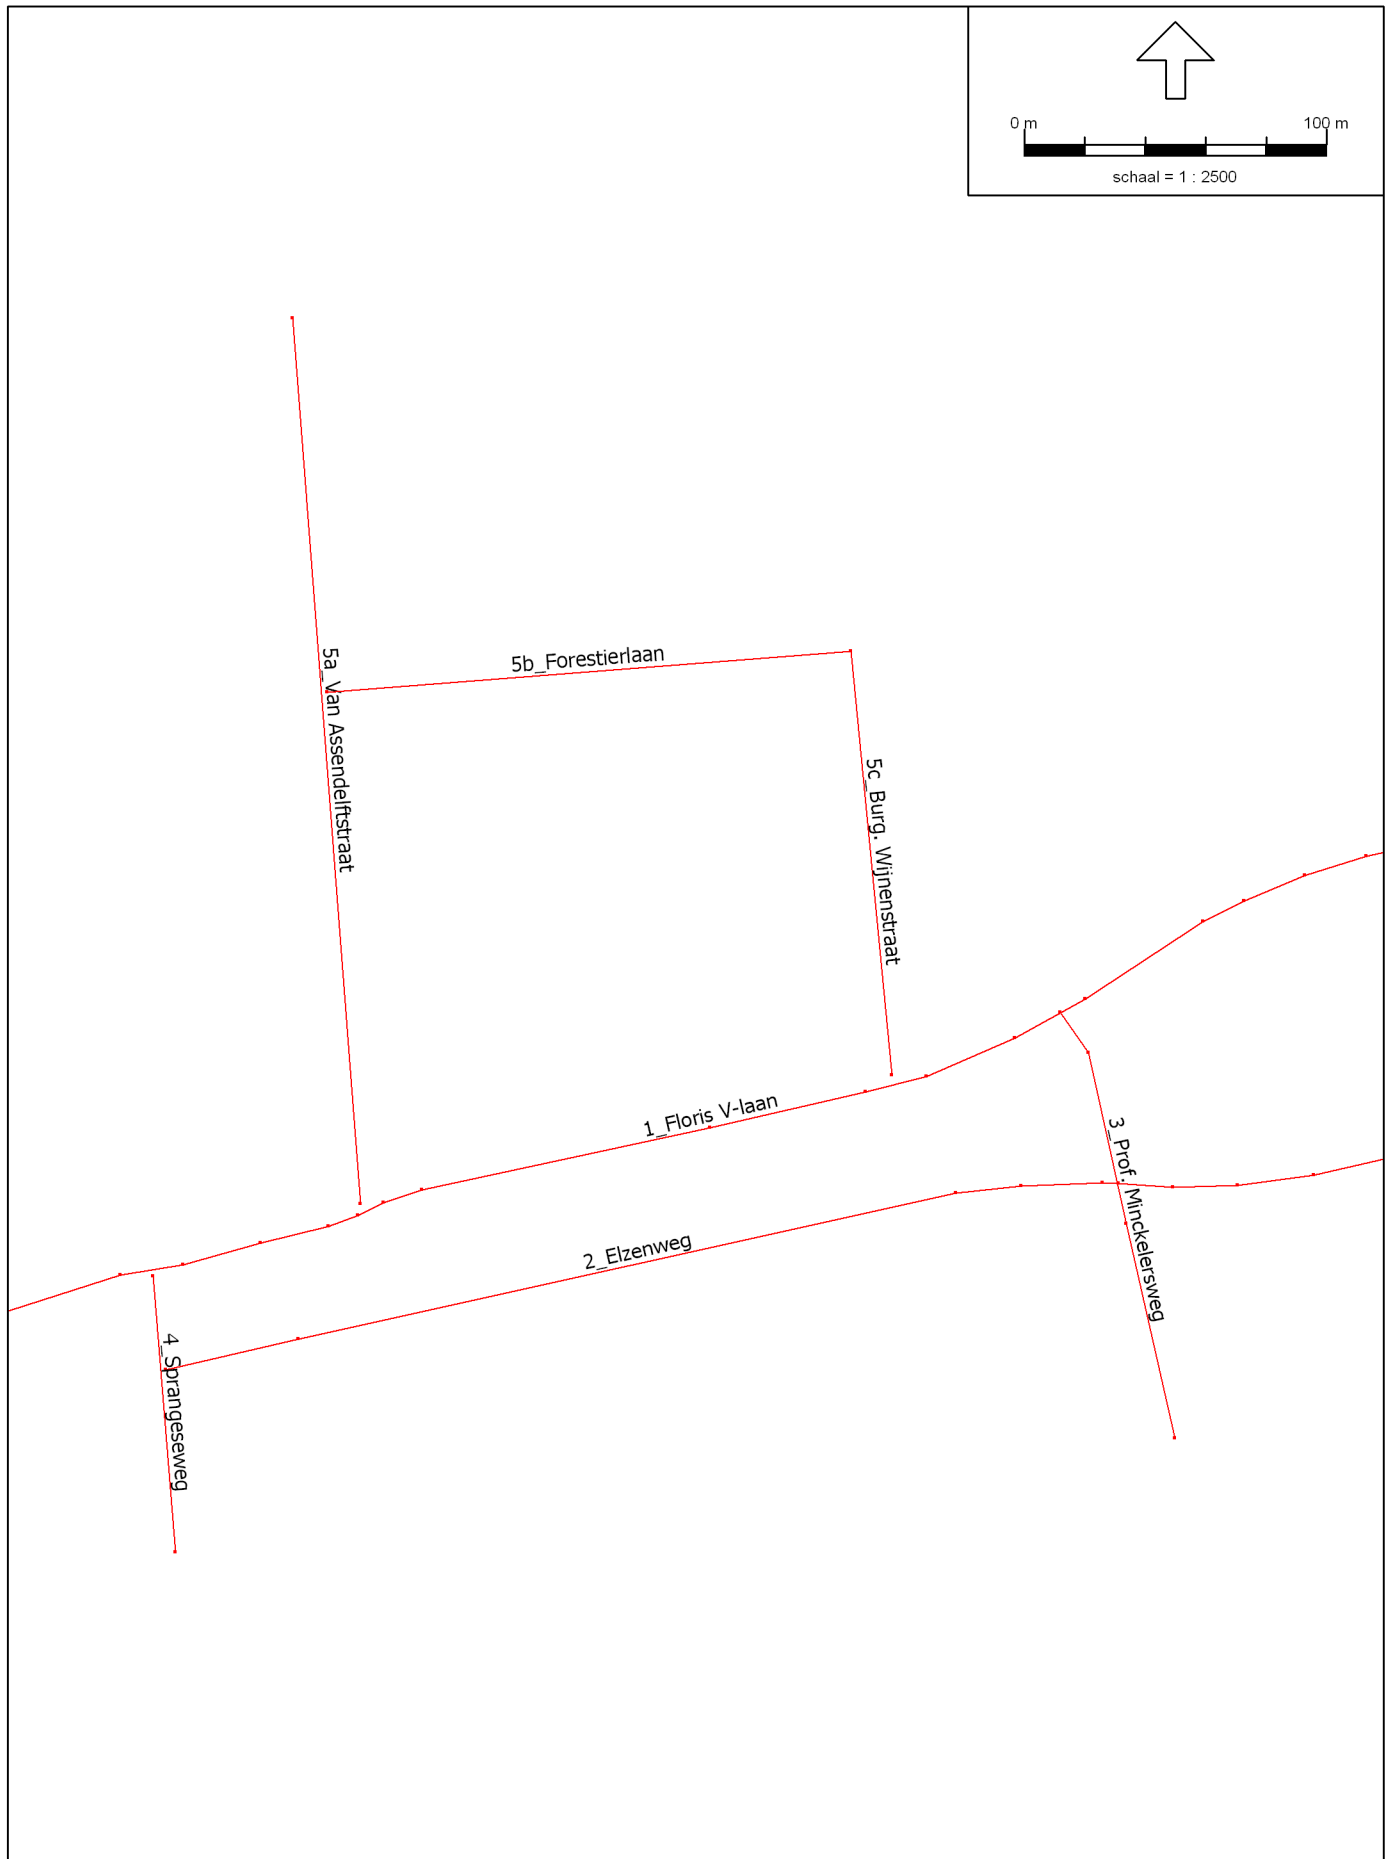 0 m
100 m
schaal = 1 : 2500
5a_Van Assendelftstraat
5b_Forestierlaan
5c_Burg. Wijnenstraat
1_Floris V-laan
3_Prof. Minckelersweg
2_Elzenweg
4_Sprangeseweg